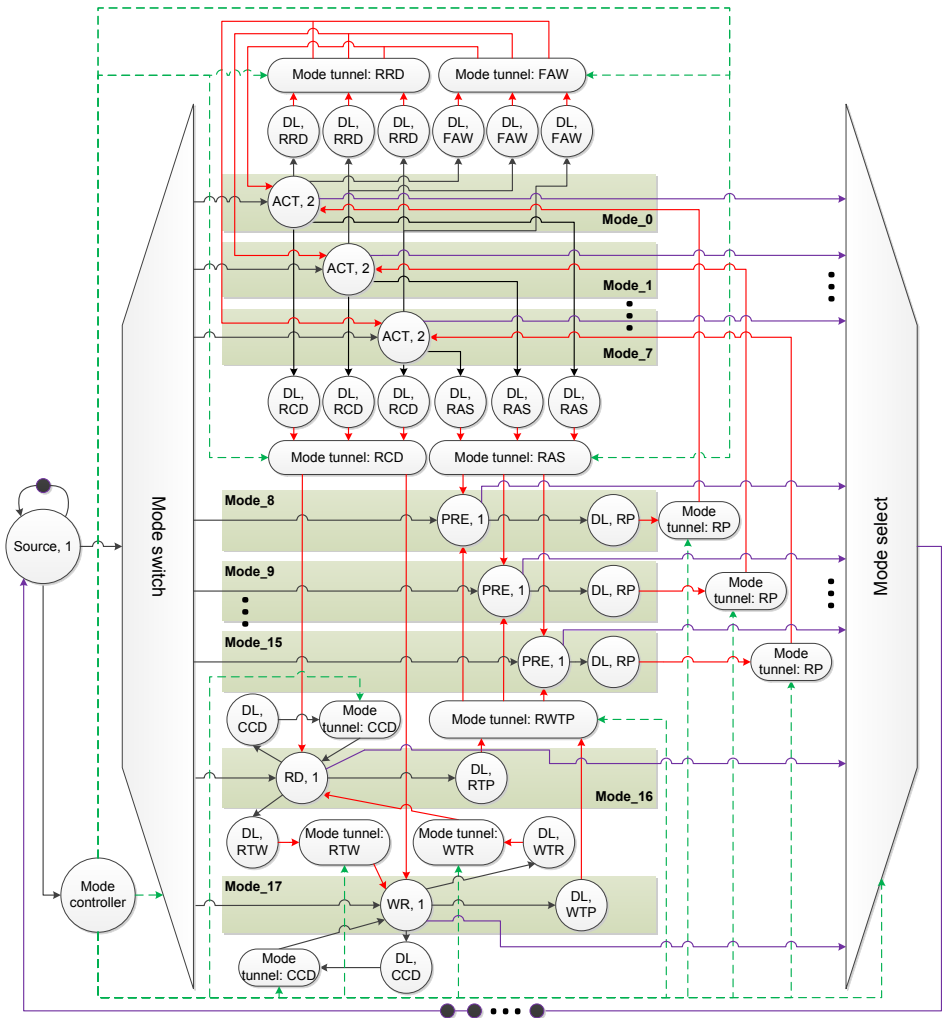 Mode tunnel: RRD
Mode tunnel: FAW
DL,
RRD
DL,
RRD
DL,
RRD
DL,
FAW
DL,
FAW
DL,
FAW
ACT, 2
Mode_0
ACT, 2
Mode_1
ACT, 2
Mode_7
DL,
RCD
DL,
RCD
DL,
RCD
DL,
RAS
DL,
RAS
DL,
RAS
Mode tunnel: RCD
Mode tunnel: RAS
Mode_8
PRE, 1
DL, RP
Mode
tunnel: RP
Source, 1
Mode switch
Mode select
Mode_9
PRE, 1
DL, RP
Mode
tunnel: RP
Mode_15
PRE, 1
DL, RP
Mode
tunnel: RP
DL,
CCD
Mode
tunnel: CCD
Mode tunnel: RWTP
RD, 1
DL,
RTP
Mode_16
DL,
RTW
Mode tunnel:
RTW
Mode tunnel:
WTR
DL,
WTR
Mode
controller
Mode_17
WR, 1
DL,
WTP
Mode
tunnel: CCD
DL,
CCD